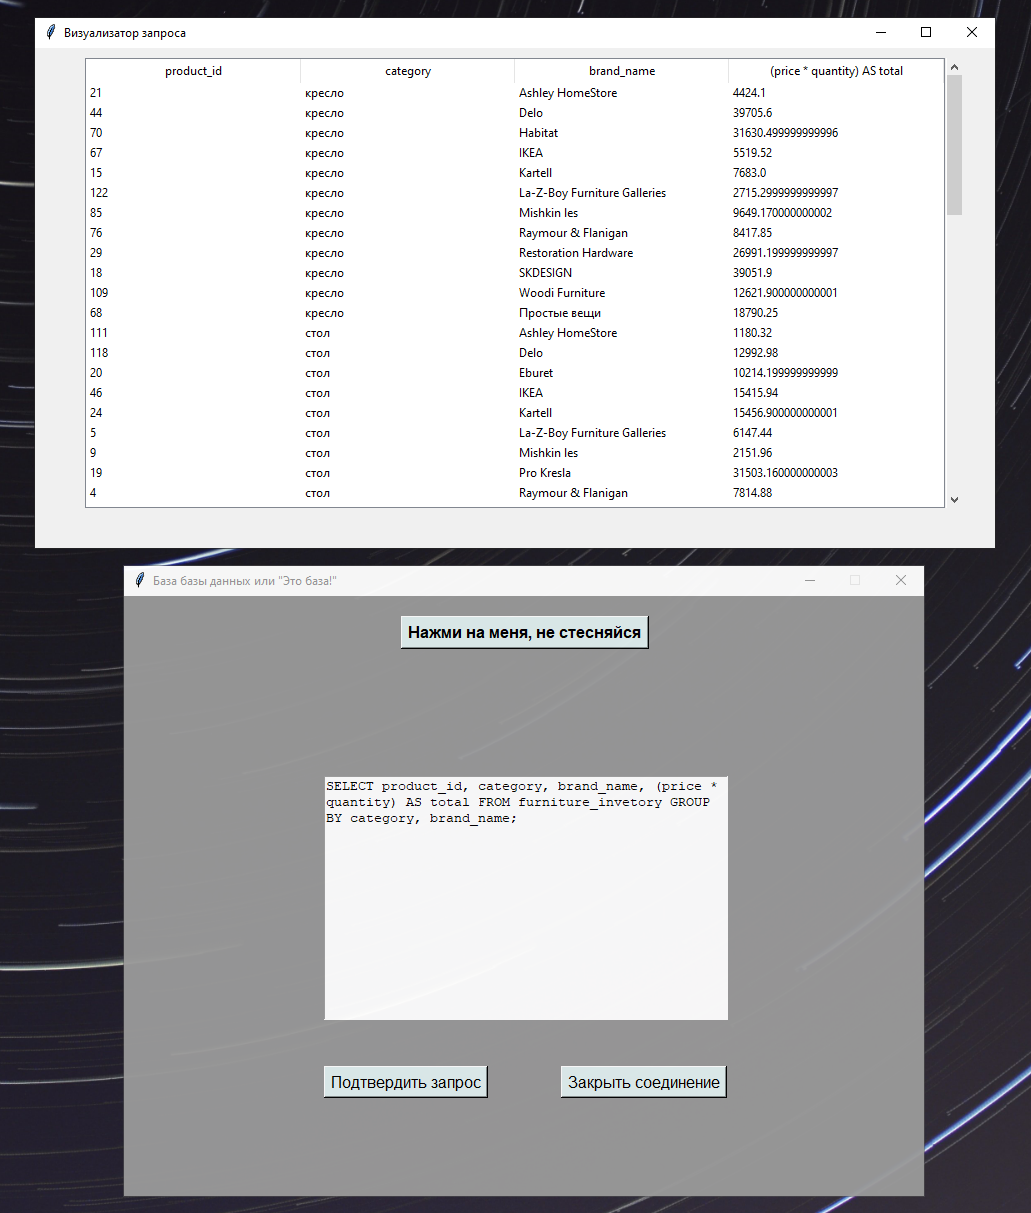 Визуализатор запроса
product_id category brand_name (price * quantity) AS total
21 кресло Ashley HomeStore 4424.1
44 кресло Delo 39705.6
70 кресло Habitat 31630.499999999996
67 кресло IKEA 5519.52
15 кресло Kartell 7683.0
122 кресло La-Z-Boy Furniture Galleries 2715.2999999999997
85 кресло Mishkin les 9649.170000000002
76 кресло Raymour & Flanigan 8417.85
29 кресло Restoration Hardware 26991.199999999997
18 кресло SKDESIGN 39051.9
109 кресло Woodi Furniture 12621.900000000001
68 кресло Простые вещи 18790.25
111 стол Ashley HomeStore 1180.32
118 стол Delo 12992.98
20 стол Eburet 10214.199999999999
46 стол IKEA 15415.94
24 стол Kartell 15456.900000000001
5 стол La-Z-Boy Furniture Galleries 6147.44
9 стол Mishkin les 2151.96
19 стол Pro Kresla 31503.160000000003
4 стол Raymour & Flanigan 7814.88
База базы данных или "Это база!"
Нажми на меня, не стесняйся
SELECT product_id, category, brand_name, (price *
quantity) AS total FROM furniture_invetory GROUP
BY category, brand_name;
Подтвердить запрос Закрыть соединение